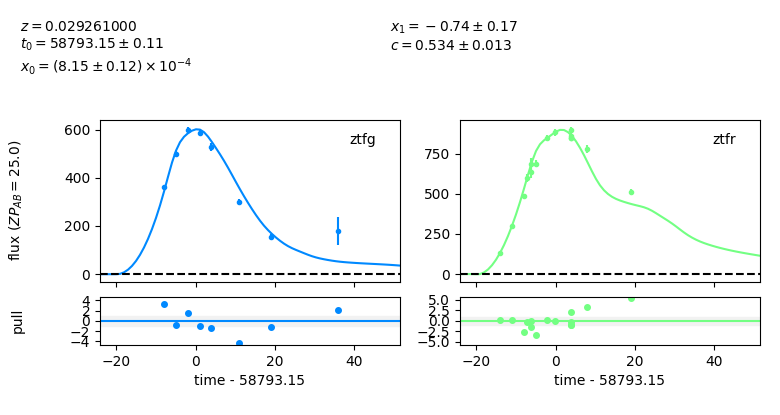 z = 0.029261000
t₀ = 58793.15 ± 0.11
x₀ = (8.15 ± 0.12) × 10⁻⁴
x₁ = −0.74 ± 0.17
c = 0.534 ± 0.013
flux (ZP_AB = 25.0)
600
400
200
0
ztfg
750
500
250
0
ztfr
pull
4
2
0
−2
−4
−20
0
20
40
time - 58793.15
5.0
2.5
0.0
−2.5
−5.0
−20
0
20
40
time - 58793.15